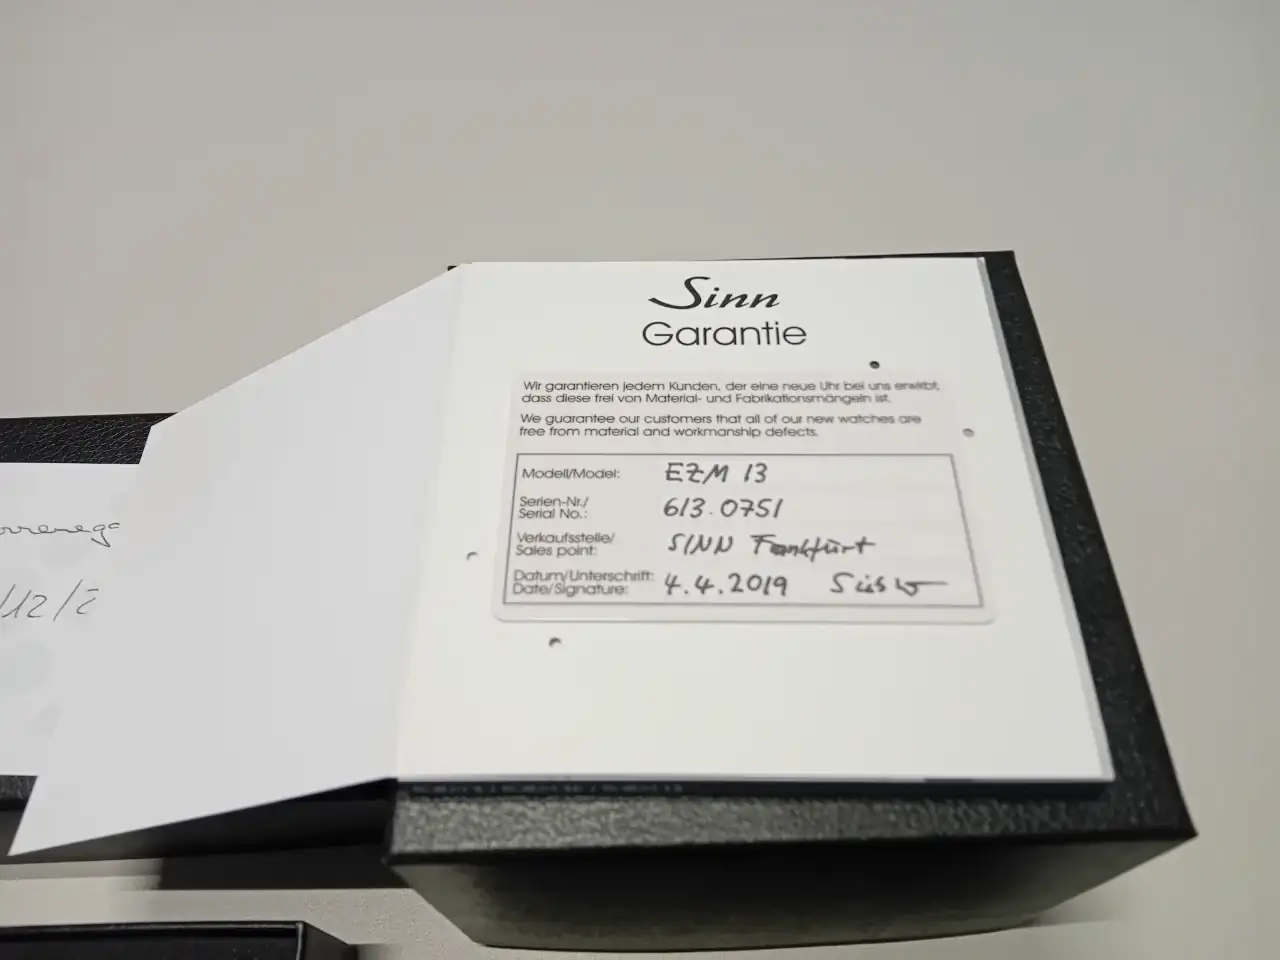 Sinn
Garantie
Wir garantieren jedem Kunden, der eine neue Uhr bei uns erwirbt,
dass diese frei von Material- und Fabrikationsmängeln ist.
We guarantee our customers that all of our new watches are
free from material and workmanship defects.
Modell/Model: EZM 13
Serien-Nr./
Serial No.: 613.0751
Verkaufsstelle/
Sales point: SINN Frankfurt
Datum/Unterschrift:
Date/Signature: 4.4.2019
/12/2